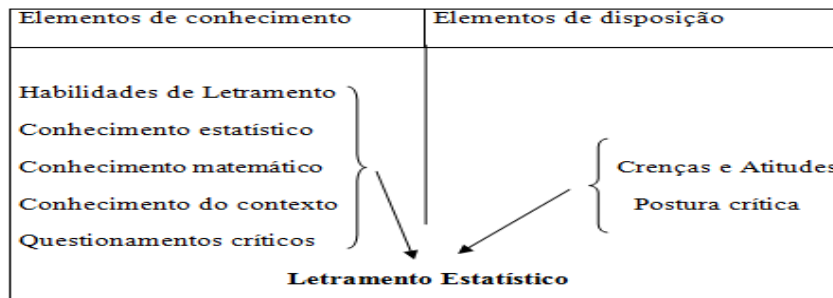 Elementos de conhecimento
Elementos de disposição
Habilidades de Letramento
Conhecimento estatístico
Conhecimento matemático
Conhecimento do contexto
Questionamentos críticos
Crenças e Atitudes
Postura crítica
Letramento Estatístico